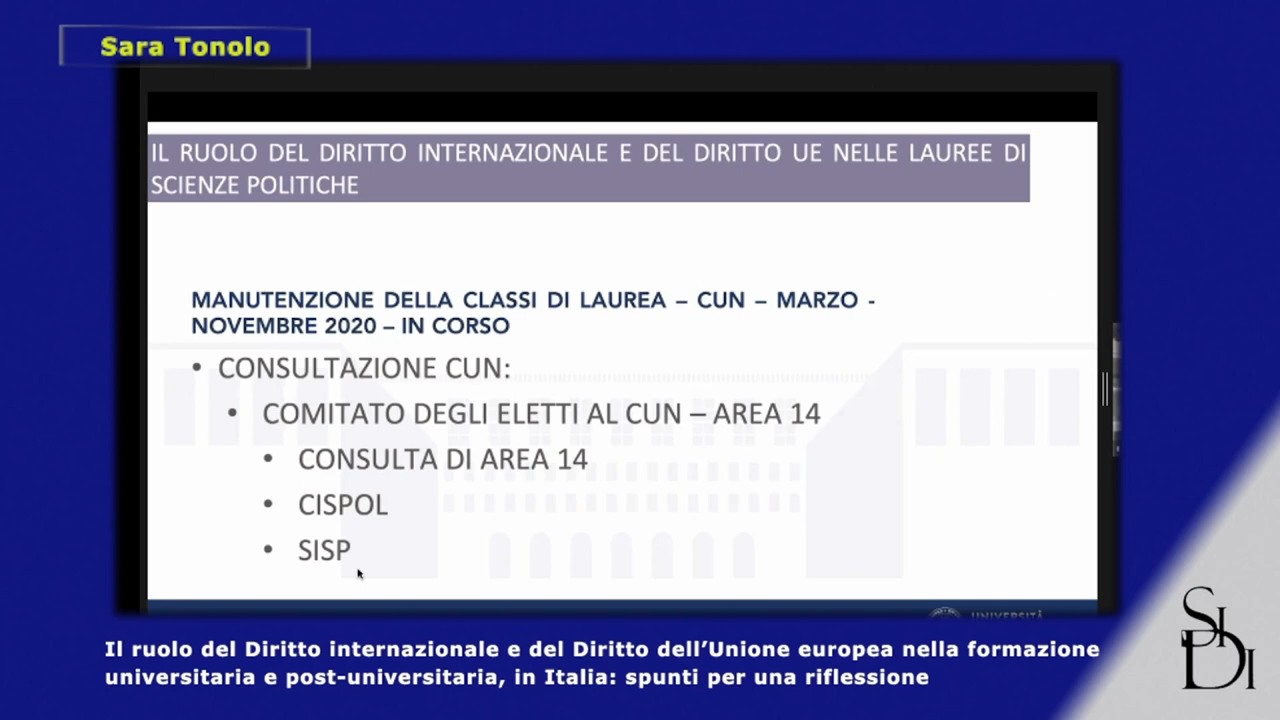 Sara Tonolo
IL RUOLO DEL DIRITTO INTERNAZIONALE E DEL DIRITTO UE NELLE LAUREE DI
SCIENZE POLITICHE
MANUTENZIONE DELLA CLASSI DI LAUREA – CUN – MARZO -
NOVEMBRE 2020 – IN CORSO
• CONSULTAZIONE CUN:
• COMITATO DEGLI ELETTI AL CUN – AREA 14
• CONSULTA DI AREA 14
• CISPOL
• SISP
UNIVERSITÀ
Il ruolo del Diritto internazionale e del Diritto dell’Unione europea nella formazione
universitaria e post-universitaria, in Italia: spunti per una riflessione
SIDI